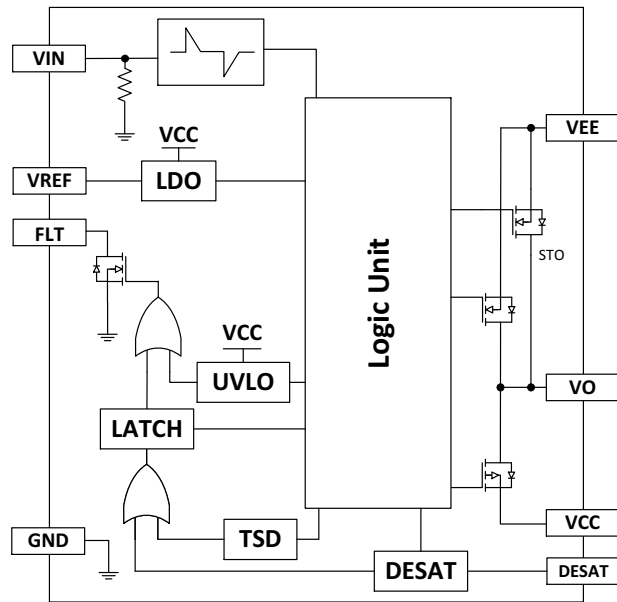 VIN
VEE
VCC
VREF
LDO
FLT
STO
Logic Unit
VCC
UVLO
VO
LATCH
VCC
GND
TSD
DESAT
DESAT